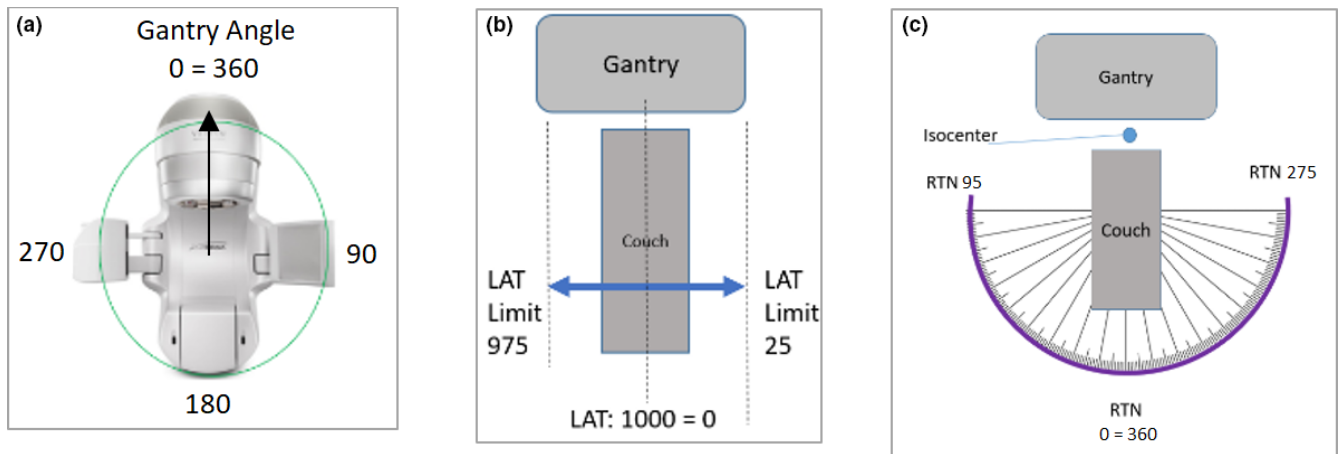 (a)
Gantry Angle
0 = 360
270
90
180
(b)
Gantry
Couch
LAT
Limit
975
LAT
Limit
25
LAT: 1000 = 0
(c)
Gantry
Isocenter
RTN 95
RTN 275
Couch
RTN
0 = 360